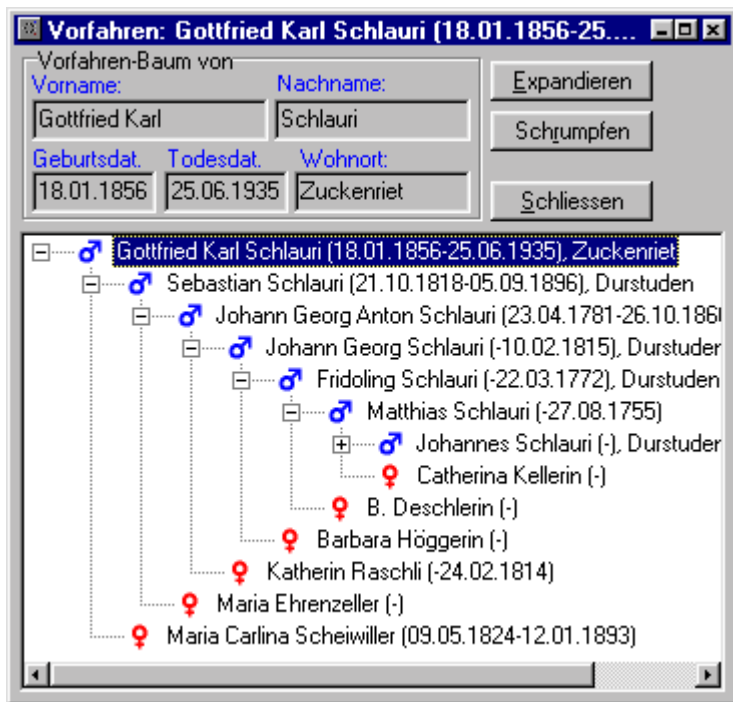 Vorfahren: Gottfried Karl Schlauri (18.01.1856-25....
Vorfahren-Baum von
Vorname: Nachname:
Gottfried Karl Schlauri
Geburtsdat. Todesdat. Wohnort:
18.01.1856 25.06.1935 Zuckenriet
Expandieren
Schrumpfen
Schliessen
Gottfried Karl Schlauri (18.01.1856-25.06.1935), Zuckenriet
Sebastian Schlauri (21.10.1818-05.09.1896), Durstuden
Johann Georg Anton Schlauri (23.04.1781-26.10.186
Johann Georg Schlauri (-10.02.1815), Durstuden
Fridoling Schlauri (-22.03.1772), Durstuden
Matthias Schlauri (-27.08.1755)
Johannes Schlauri (-), Durstuden
Catherina Kellerin (-)
B. Deschlerin (-)
Barbara Höggerin (-)
Katherin Raschli (-24.02.1814)
Maria Ehrenzeller (-)
Maria Carlina Scheiwiller (09.05.1824-12.01.1893)